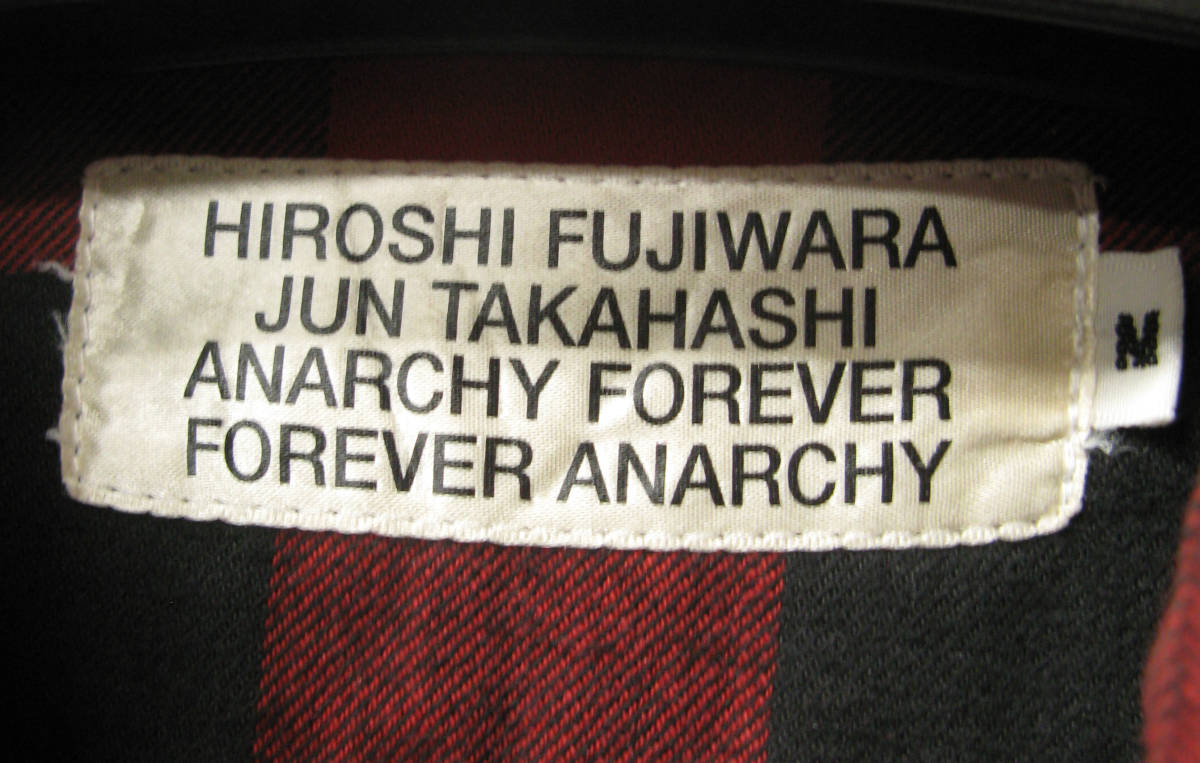 HIROSHI FUJIWARA
JUN TAKAHASHI
ANARCHY FOREVER
FOREVER ANARCHY
M